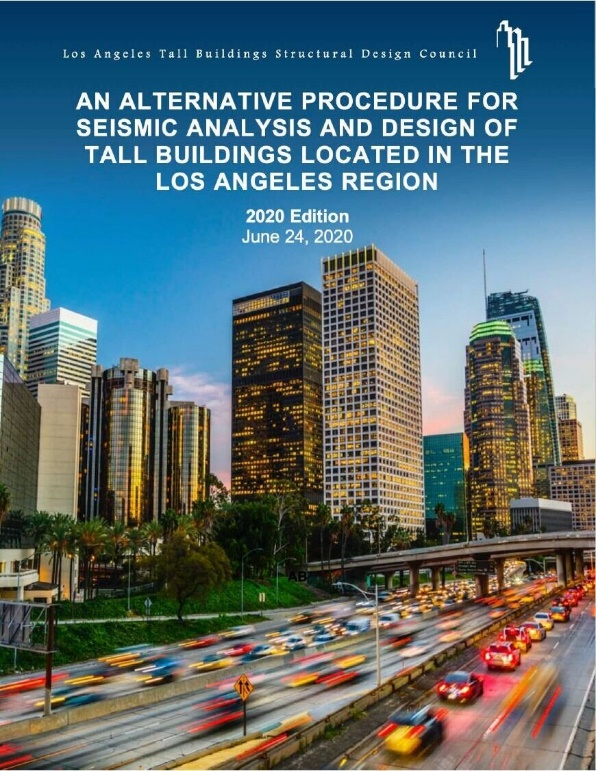 Los Angeles Tall Buildings Structural Design Council
AN ALTERNATIVE PROCEDURE FOR
SEISMIC ANALYSIS AND DESIGN OF
TALL BUILDINGS LOCATED IN THE
LOS ANGELES REGION
2020 Edition
June 24, 2020
AB